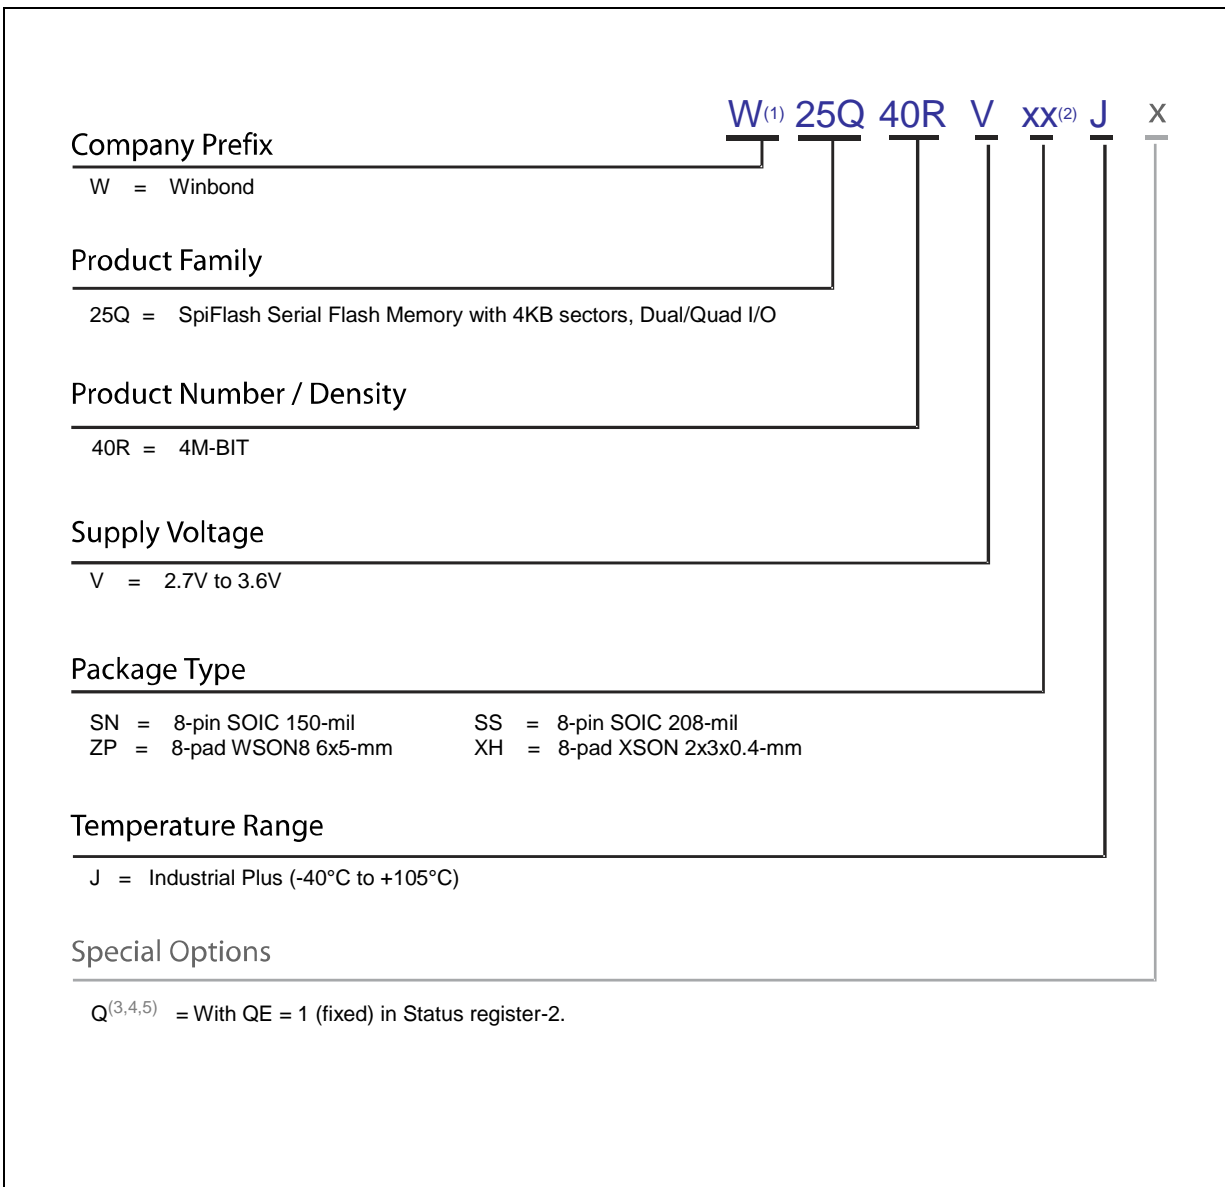 W(1) 25Q 40R V xx(2) J x
Company Prefix
W = Winbond
Product Family
25Q = SpiFlash Serial Flash Memory with 4KB sectors, Dual/Quad I/O
Product Number / Density
40R = 4M-BIT
Supply Voltage
V = 2.7V to 3.6V
Package Type
SN = 8-pin SOIC 150-mil SS = 8-pin SOIC 208-mil
ZP = 8-pad WSON8 6x5-mm XH = 8-pad XSON 2x3x0.4-mm
Temperature Range
J = Industrial Plus (-40°C to +105°C)
Special Options
Q(3,4,5) = With QE = 1 (fixed) in Status register-2.